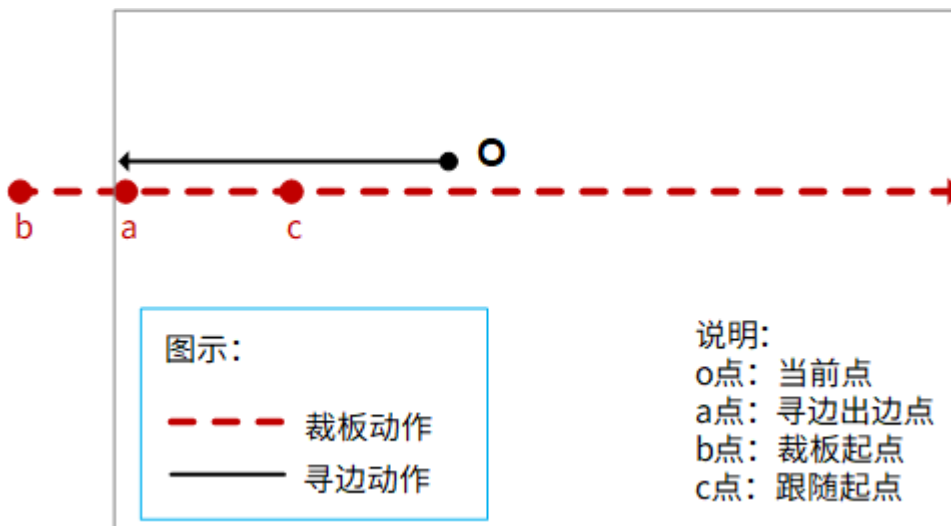 O
b
a
c
图示：
裁板动作
寻边动作
说明：
o点：当前点
a点：寻边出边点
b点：裁板起点
c点：跟随起点